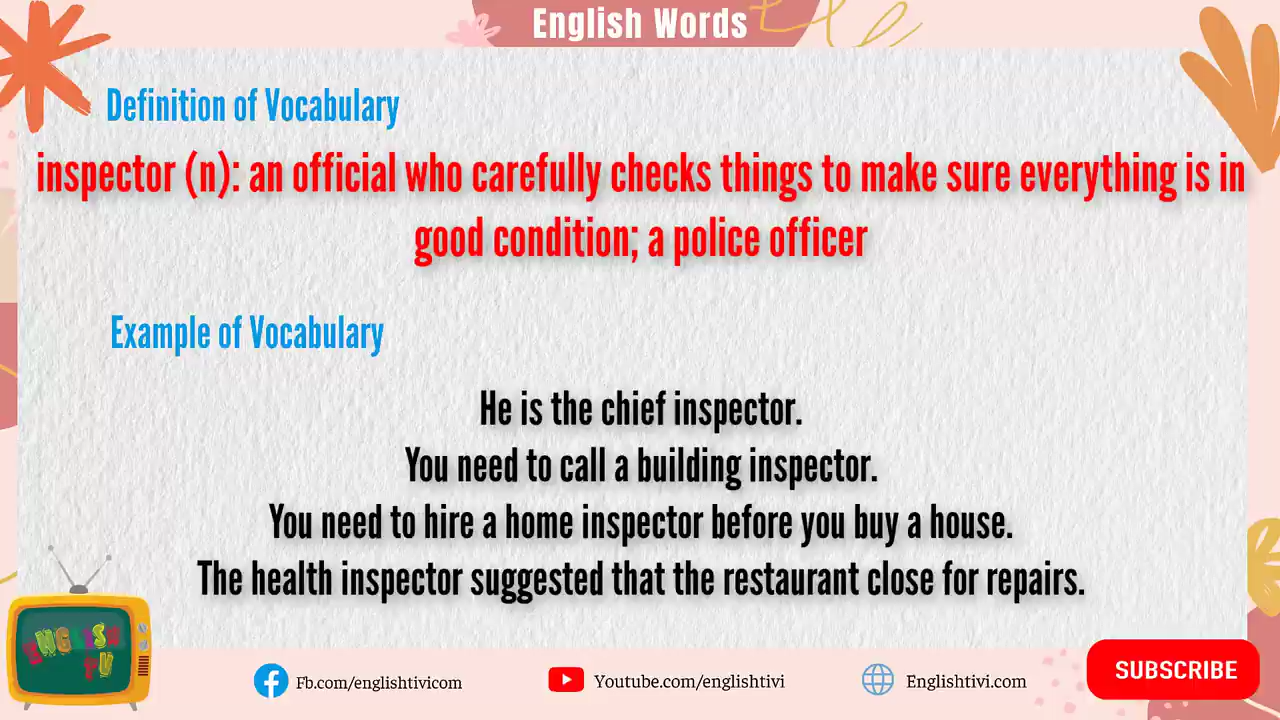 English Words
Definition of Vocabulary
inspector (n): an official who carefully checks things to make sure everything is in
good condition; a police officer
Example of Vocabulary
He is the chief inspector.
You need to call a building inspector.
You need to hire a home inspector before you buy a house.
The health inspector suggested that the restaurant close for repairs.
ENGLISH
TV
Fb.com/englishtivicom
Youtube.com/englishtivi
Englishtivi.com
SUBSCRIBE